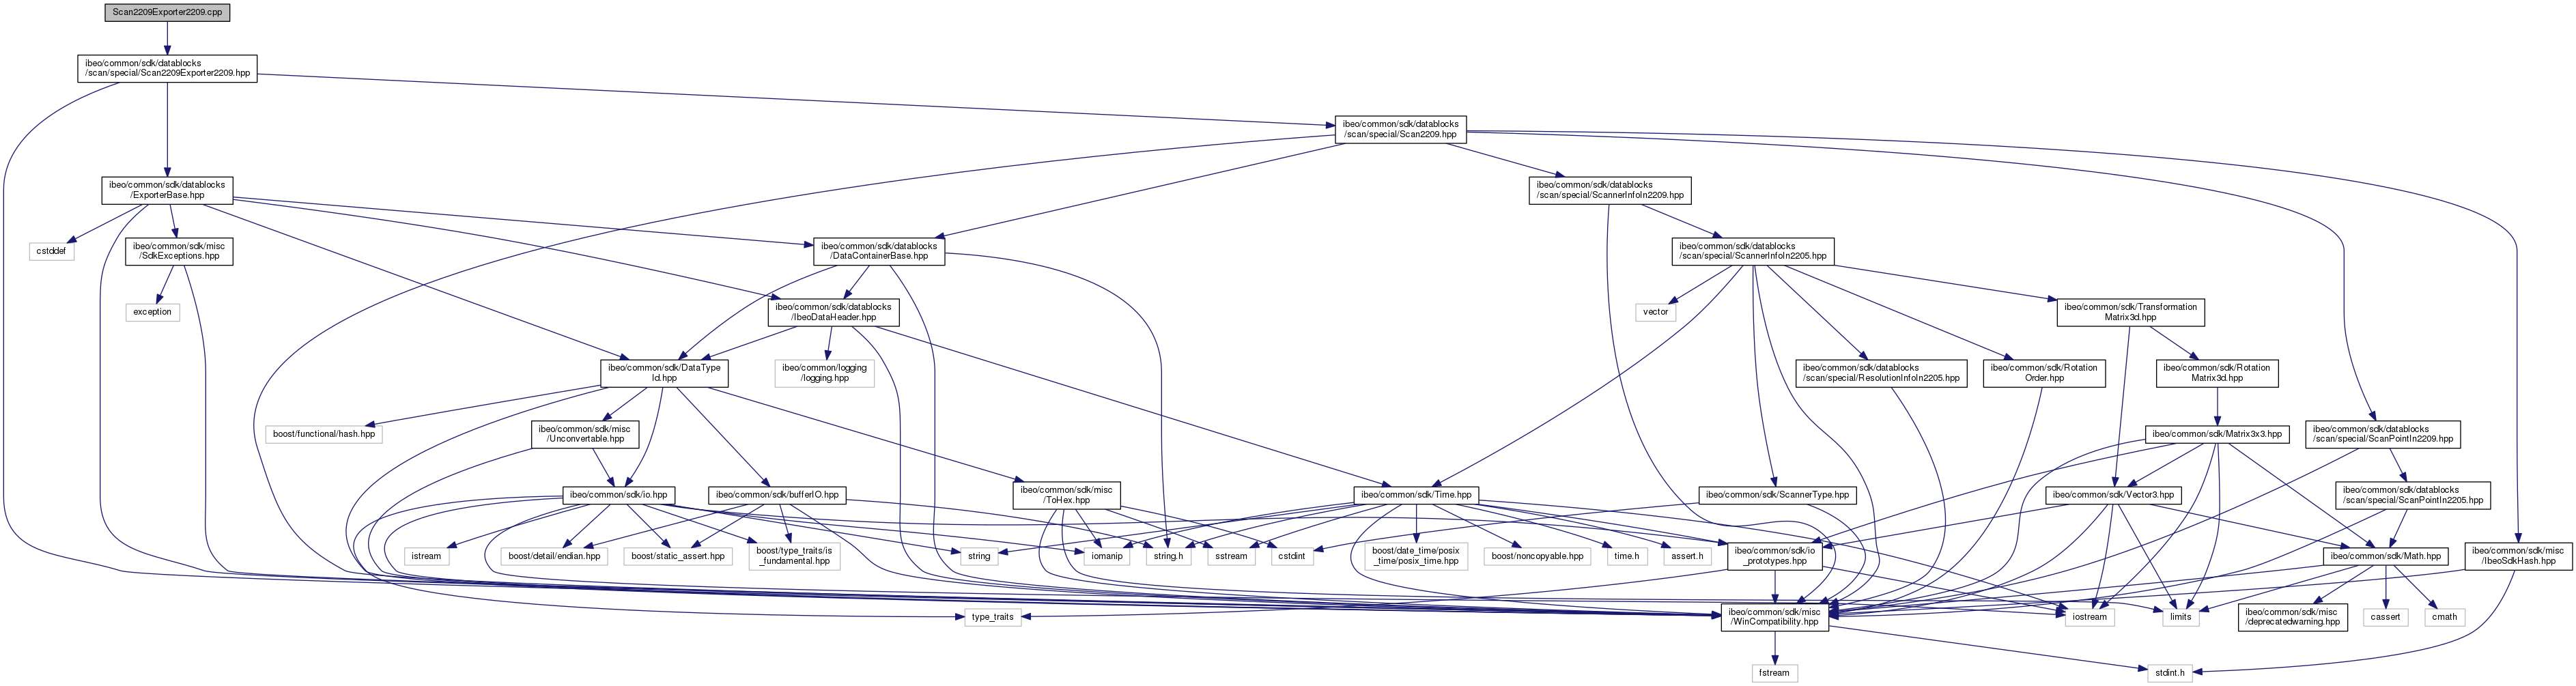 Scan2209Exporter2209.cpp
ibeo/common/sdk/datablocks
/scan/special/Scan2209Exporter2209.hpp
ibeo/common/sdk/datablocks
/scan/special/Scan2209.hpp
ibeo/common/sdk/datablocks
/ExporterBase.hpp
ibeo/common/sdk/datablocks
/scan/special/ScannerInfoIn2209.hpp
cstddef
ibeo/common/sdk/misc
/SdkExceptions.hpp
ibeo/common/sdk/datablocks
/DataContainerBase.hpp
ibeo/common/sdk/datablocks
/scan/special/ScannerInfoIn2205.hpp
exception
ibeo/common/sdk/datablocks
/IbeoDataHeader.hpp
vector
ibeo/common/sdk/Transformation
Matrix3d.hpp
ibeo/common/sdk/DataType
Id.hpp
ibeo/common/logging
/logging.hpp
ibeo/common/sdk/datablocks
/scan/special/ResolutionInfoIn2205.hpp
ibeo/common/sdk/Rotation
Order.hpp
ibeo/common/sdk/Rotation
Matrix3d.hpp
boost/functional/hash.hpp
ibeo/common/sdk/misc
/Unconvertable.hpp
ibeo/common/sdk/Matrix3x3.hpp
ibeo/common/sdk/datablocks
/scan/special/ScanPointIn2209.hpp
ibeo/common/sdk/io.hpp
ibeo/common/sdk/bufferIO.hpp
ibeo/common/sdk/misc
/ToHex.hpp
ibeo/common/sdk/Time.hpp
ibeo/common/sdk/ScannerType.hpp
ibeo/common/sdk/Vector3.hpp
ibeo/common/sdk/datablocks
/scan/special/ScanPointIn2205.hpp
istream
boost/detail/endian.hpp
boost/static_assert.hpp
boost/type_traits/is
_fundamental.hpp
string
iomanip
string.h
sstream
cstdint
boost/date_time/posix
_time/posix_time.hpp
boost/noncopyable.hpp
time.h
assert.h
ibeo/common/sdk/io
_prototypes.hpp
ibeo/common/sdk/Math.hpp
ibeo/common/sdk/misc
/IbeoSdkHash.hpp
type_traits
ibeo/common/sdk/misc
/WinCompatibility.hpp
iostream
limits
ibeo/common/sdk/misc
/deprecatedwarning.hpp
cassert
cmath
fstream
stdint.h